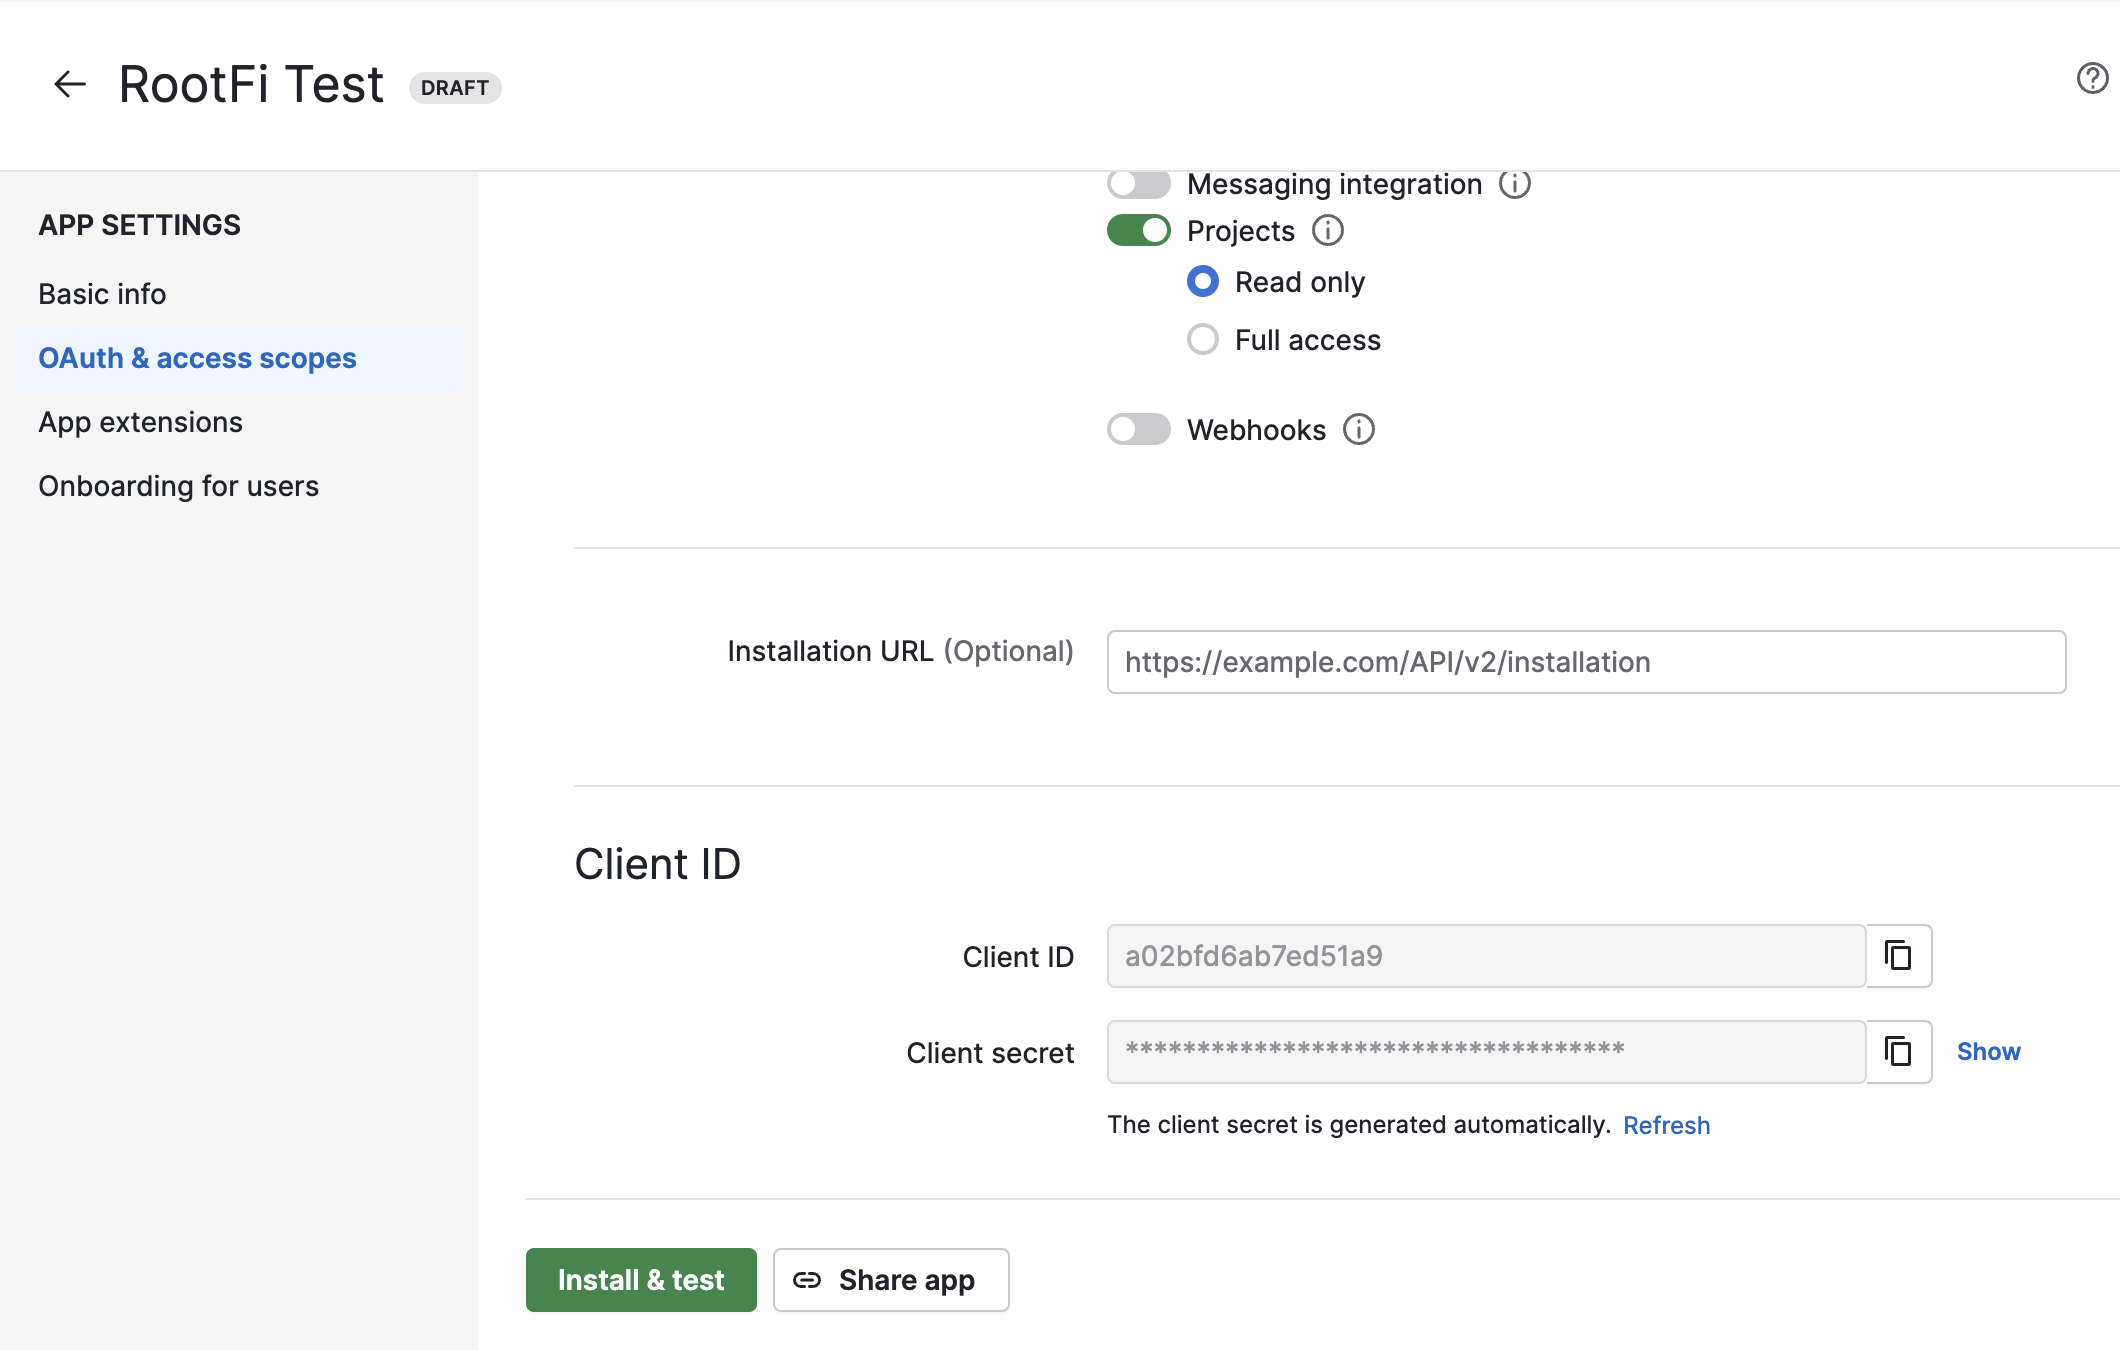 RootFi Test DRAFT
APP SETTINGS
Basic info
OAuth & access scopes
App extensions
Onboarding for users
Messaging integration
Projects
Read only
Full access
Webhooks
Installation URL (Optional) https://example.com/API/v2/installation
Client ID
Client ID a02bfd6ab7ed51a9
Client secret ***********************************
Show
The client secret is generated automatically. Refresh
Install & test Share app